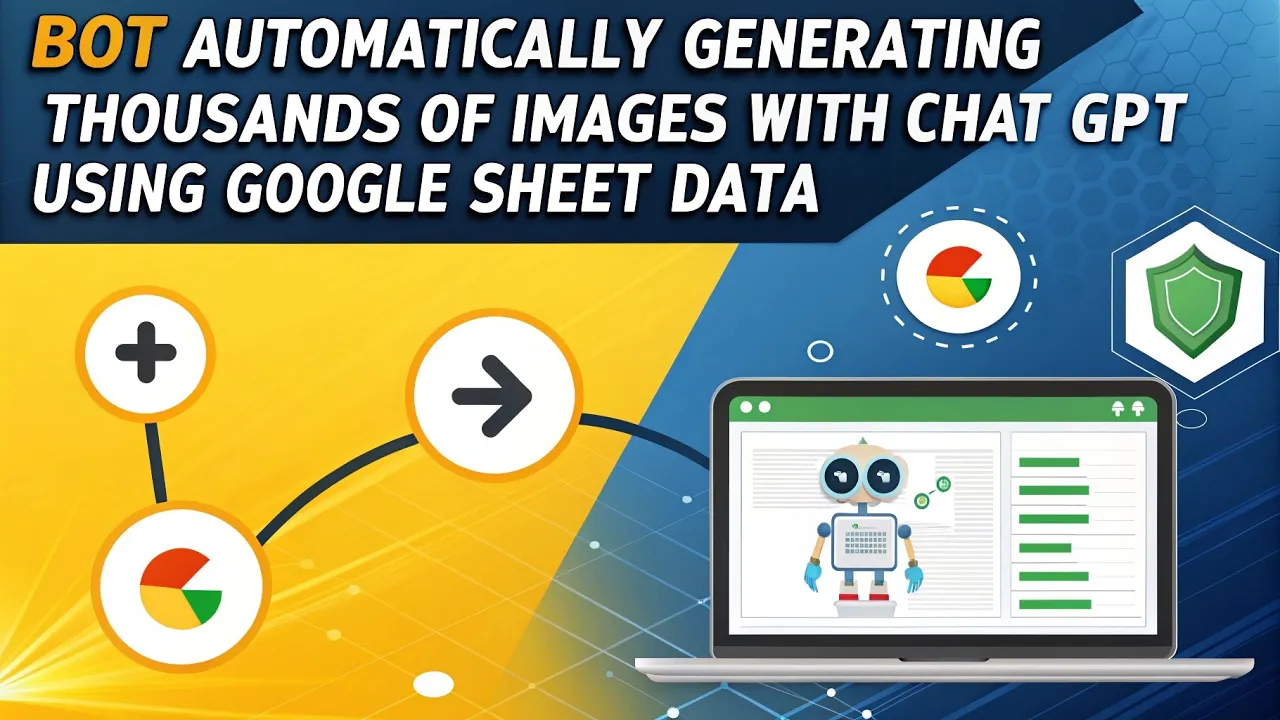 BOT AUTOMATICALLY GENERATING
THOUSANDS OF IMAGES WITH CHAT GPT
USING GOOGLE SHEET DATA